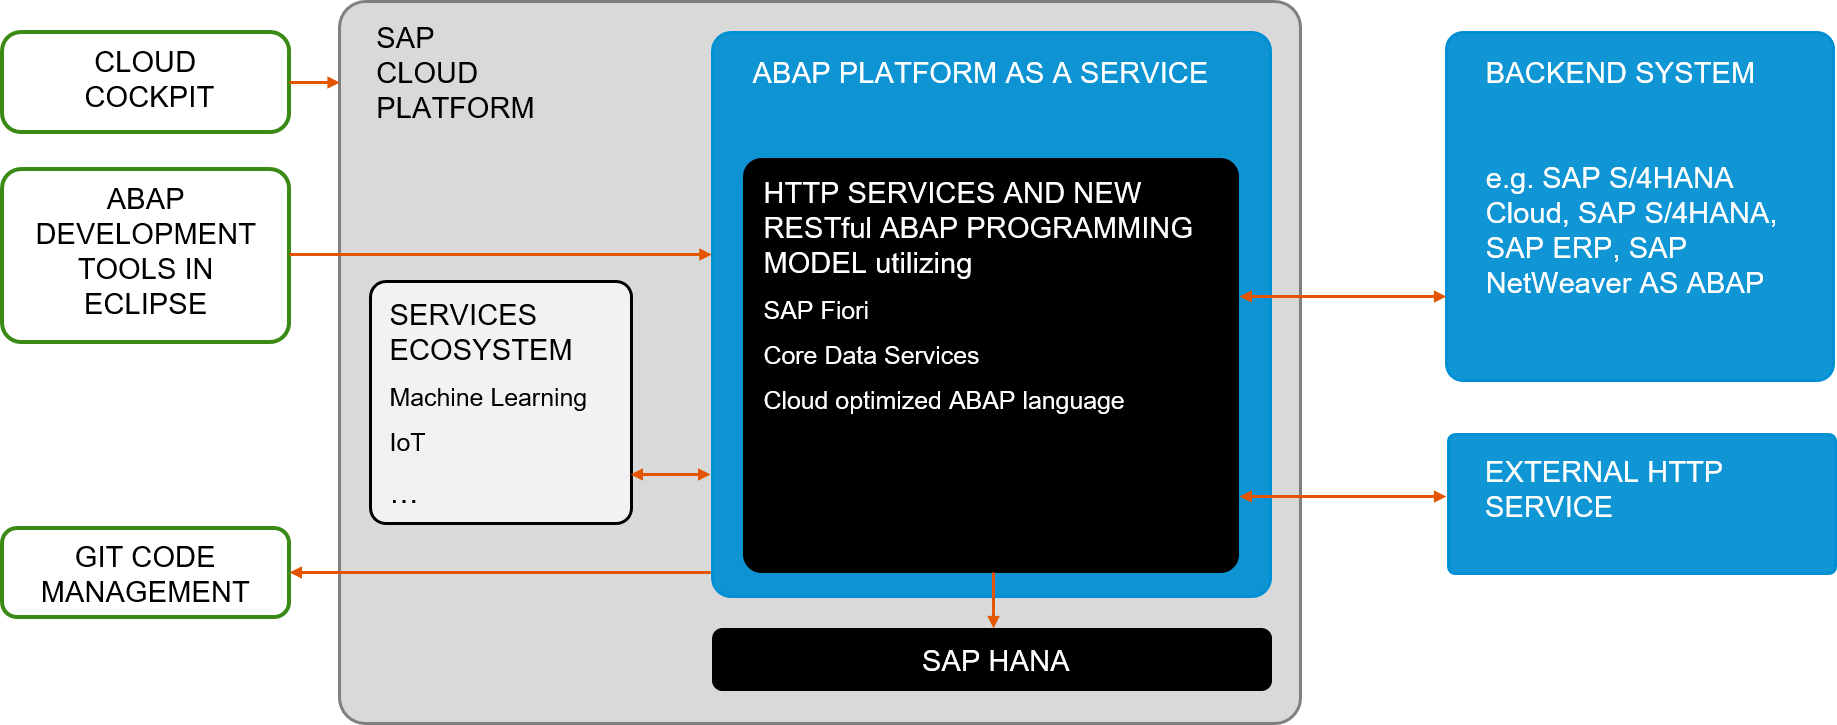 CLOUD
COCKPIT
ABAP
DEVELOPMENT
TOOLS IN
ECLIPSE
GIT CODE
MANAGEMENT
SAP
CLOUD
PLATFORM
SERVICES
ECOSYSTEM
Machine Learning
IoT
…
ABAP PLATFORM AS A SERVICE
HTTP SERVICES AND NEW
RESTful ABAP PROGRAMMING
MODEL utilizing
SAP Fiori
Core Data Services
Cloud optimized ABAP language
SAP HANA
BACKEND SYSTEM
e.g. SAP S/4HANA
Cloud, SAP S/4HANA,
SAP ERP, SAP
NetWeaver AS ABAP
EXTERNAL HTTP
SERVICE